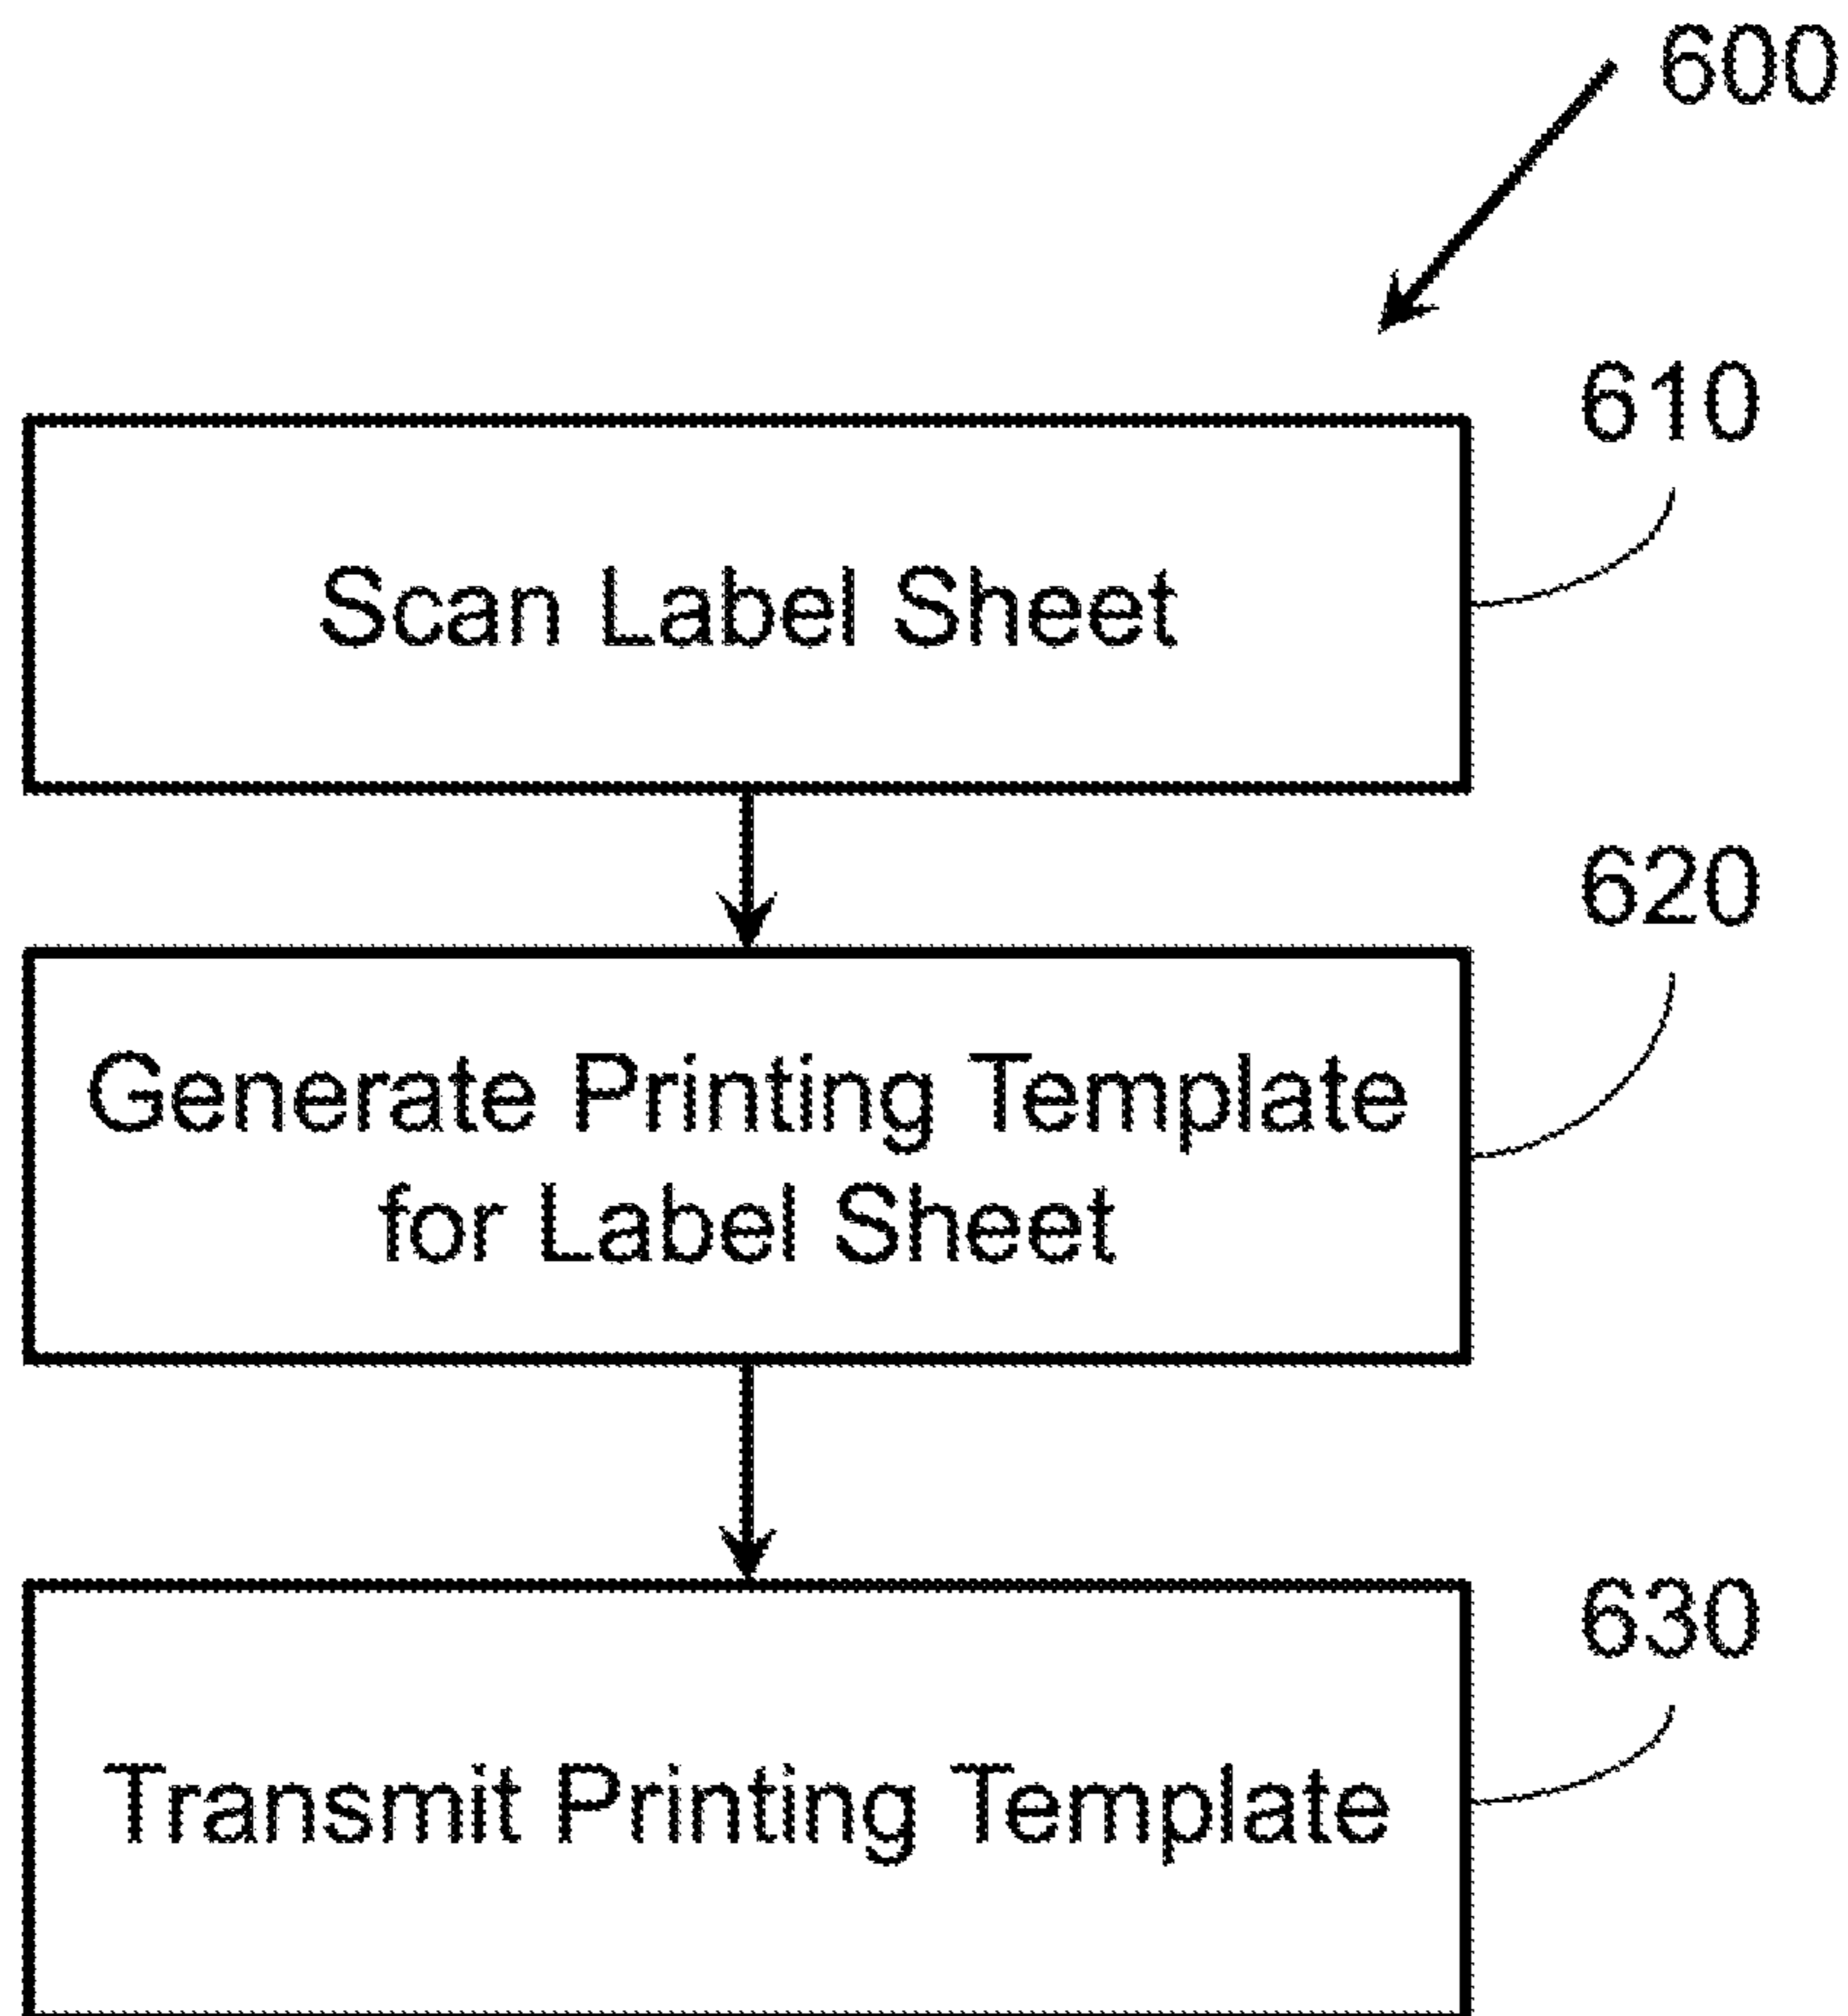 600
610
Scan Label Sheet
620
Generate Printing Template
for Label Sheet
630
Transmit Printing Template